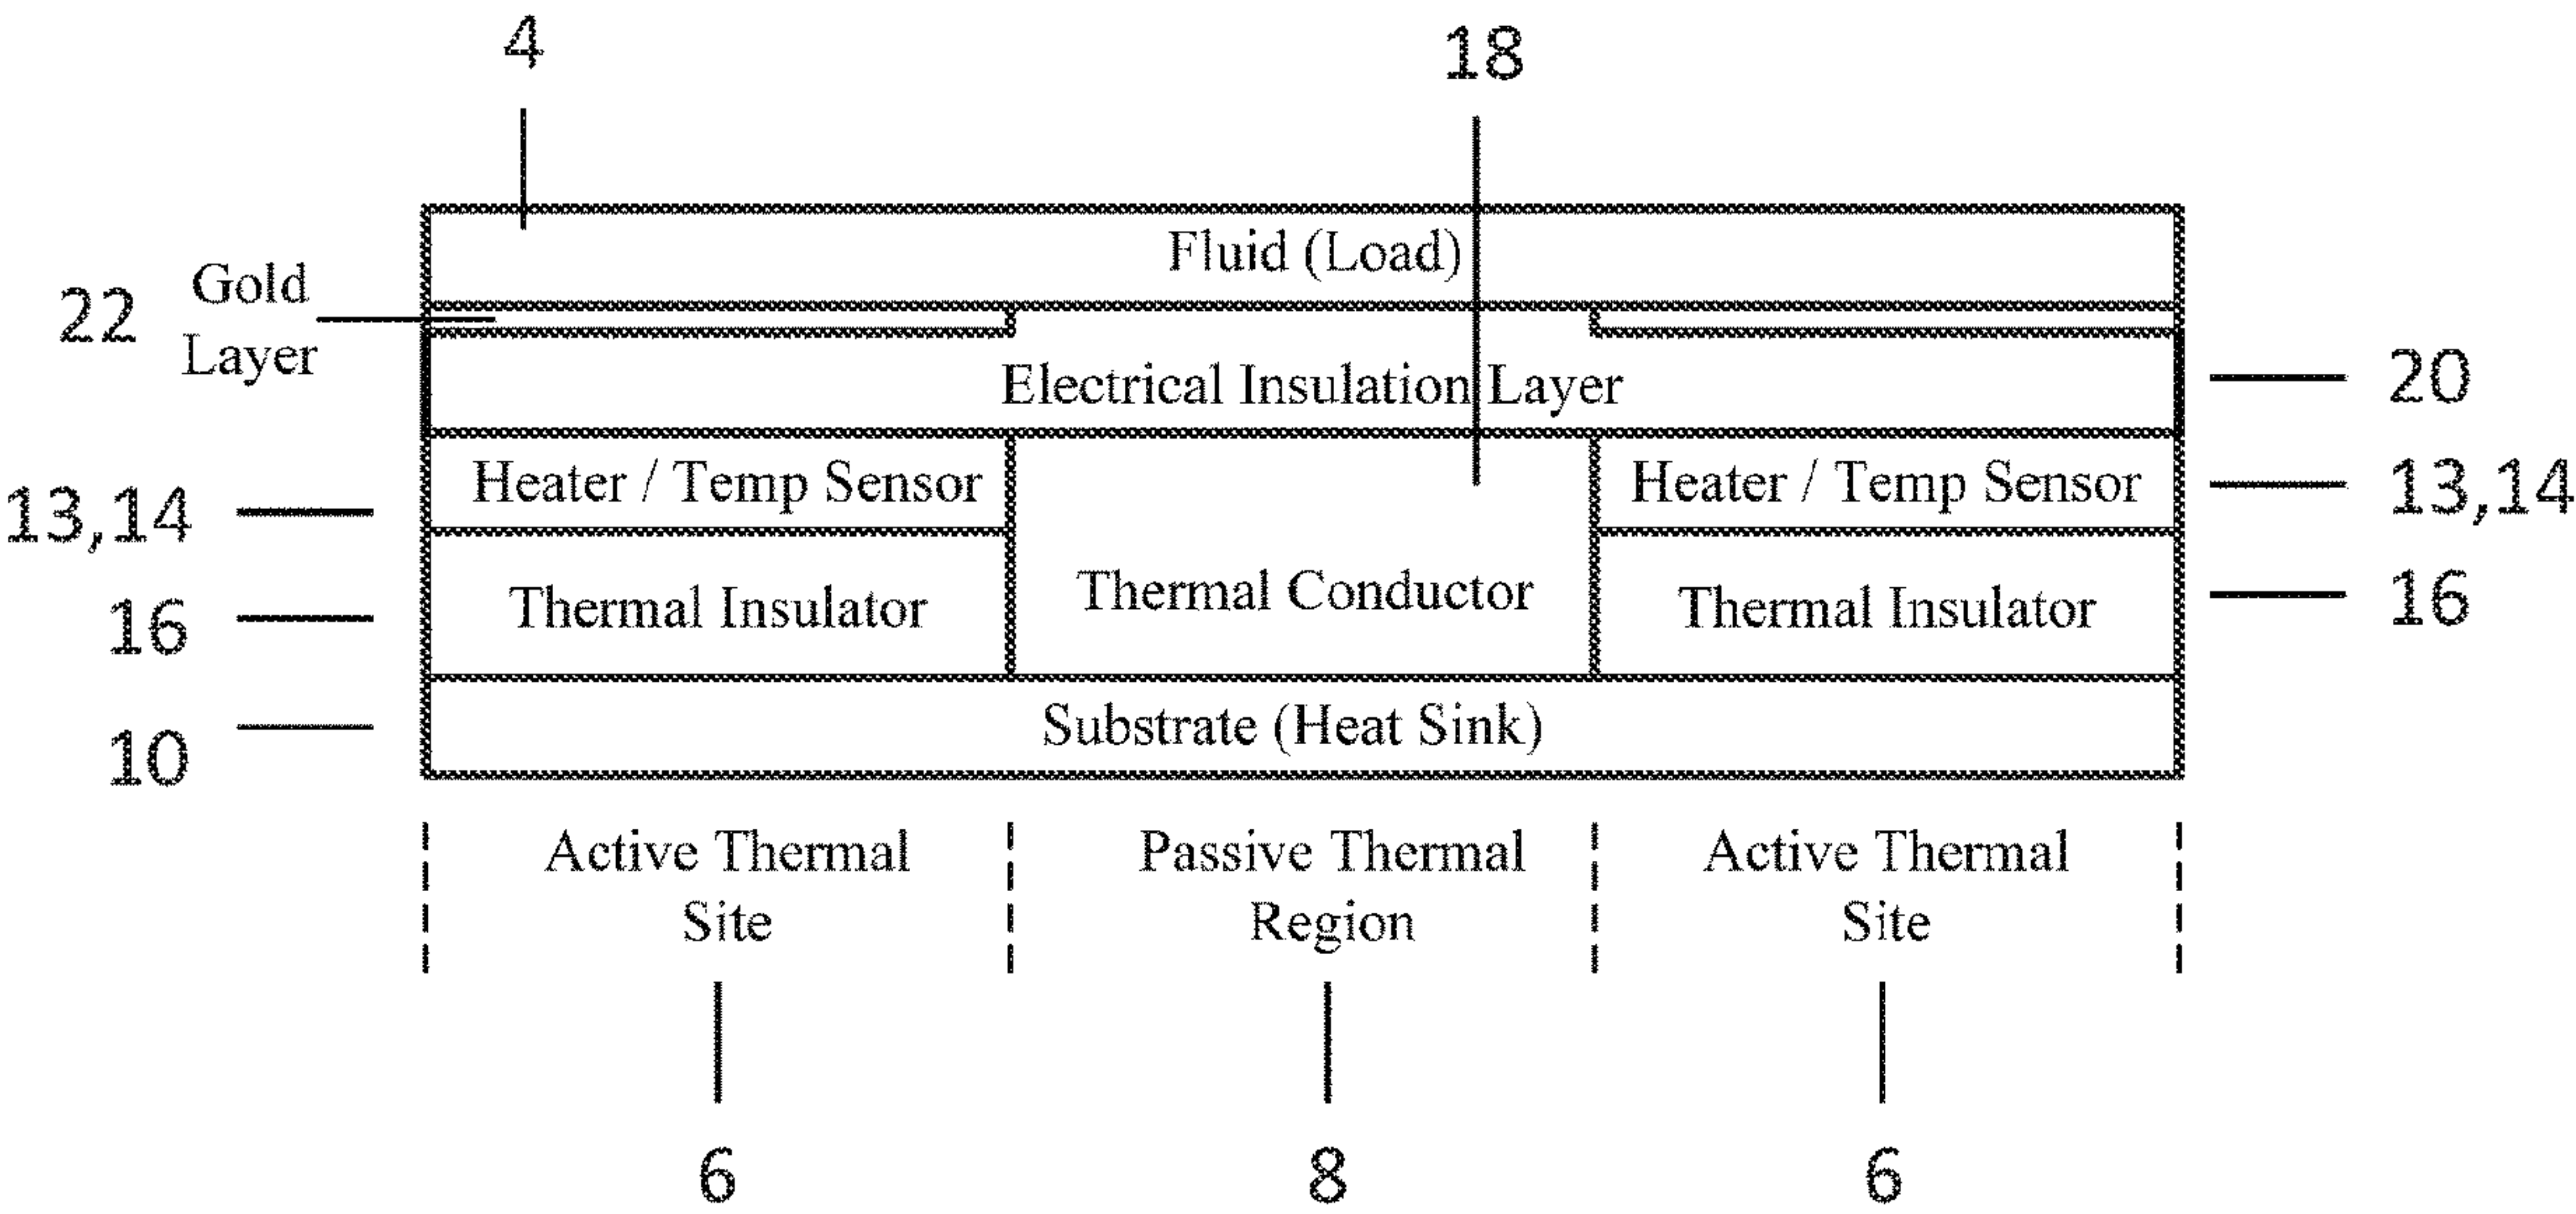 4
18
Fluid (Load)
22
Gold
Layer
Electrical Insulation Layer
20
13,14
Heater / Temp Sensor
Heater / Temp Sensor
13,14
16
Thermal Insulator
Thermal Conductor
Thermal Insulator
16
10
Substrate (Heat Sink)
Active Thermal
Site
Passive Thermal
Region
Active Thermal
Site
6
8
6